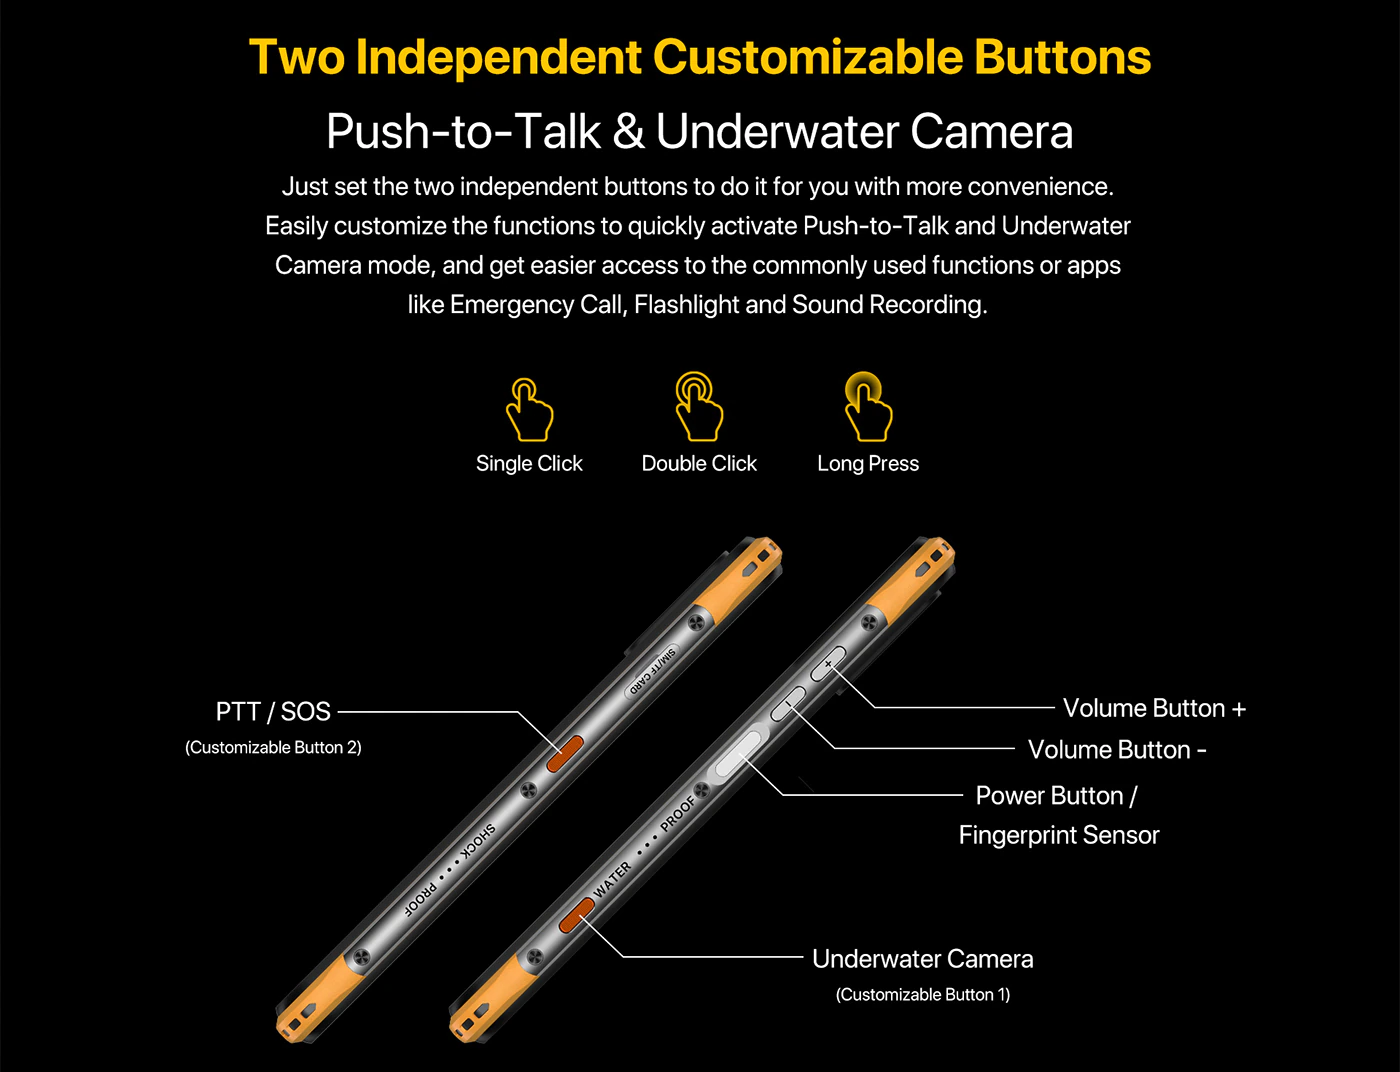 Two Independent Customizable Buttons
Push-to-Talk & Underwater Camera
Just set the two independent buttons to do it for you with more convenience.
Easily customize the functions to quickly activate Push-to-Talk and Underwater
Camera mode, and get easier access to the commonly used functions or apps
like Emergency Call, Flashlight and Sound Recording.
Single Click
Double Click
Long Press
SIM/TF CARD
PTT / SOS
(Customizable Button 2)
SHOCK •••• PROOF
+
-
Volume Button +
Volume Button -
Power Button /
Fingerprint Sensor
WATER •••• PROOF
Underwater Camera
(Customizable Button 1)